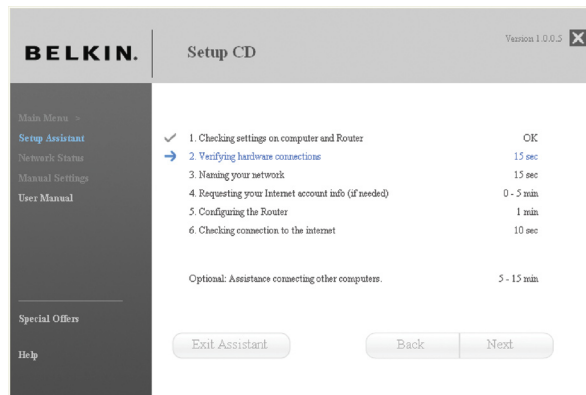 BELKIN.
Setup CD
Version 1.0.0.5
Main Menu >
Setup Assistant
Network Status
Manual Settings
User Manual
Special Offers
Help
1. Checking settings on computer and Router OK
2. Verifying hardware connections 15 sec
3. Naming your network 15 sec
4. Requesting your Internet account info (if needed) 0 - 5 min
5. Configuring the Router 1 min
6. Checking connection to the internet 10 sec
Optional: Assistance connecting other computers. 5 - 15 min
Exit Assistant
Back
Next